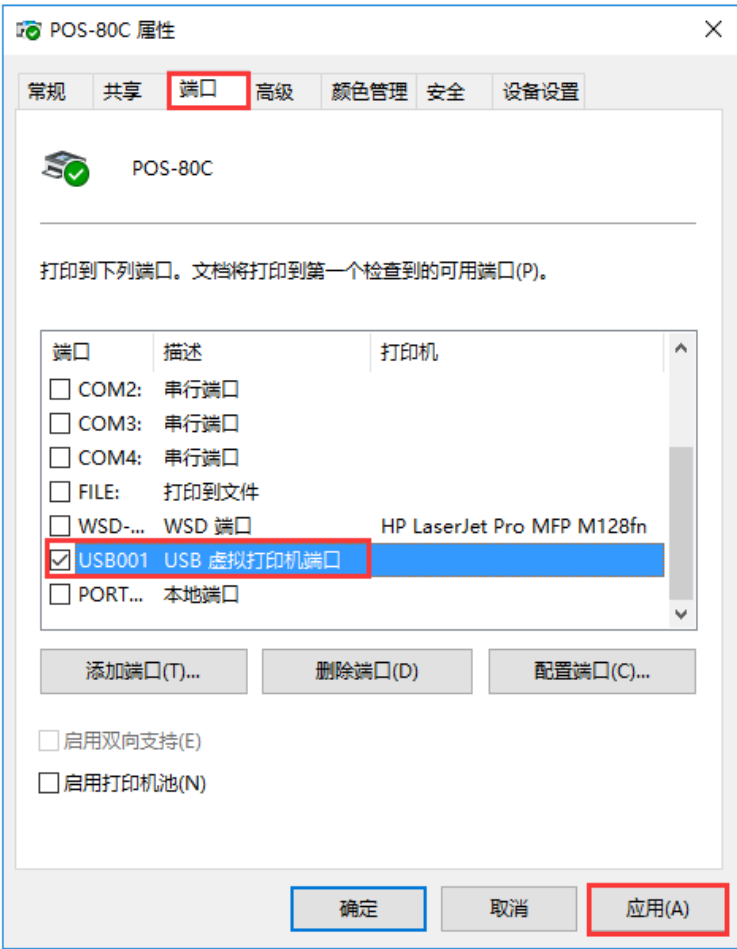 POS-80C 属性
常规 共享 端口 高级 颜色管理 安全 设备设置
POS-80C
打印到下列端口。文档将打印到第一个检查到的可用端口(P)。
端口 描述 打印机
COM2: 串行端口
COM3: 串行端口
COM4: 串行端口
FILE: 打印到文件
WSD-... WSD 端口 HP LaserJet Pro MFP M128fn
USB001 USB 虚拟打印机端口
PORT... 本地端口
添加端口(T)... 删除端口(D) 配置端口(C)...
启用双向支持(E)
启用打印机池(N)
确定 取消 应用(A)